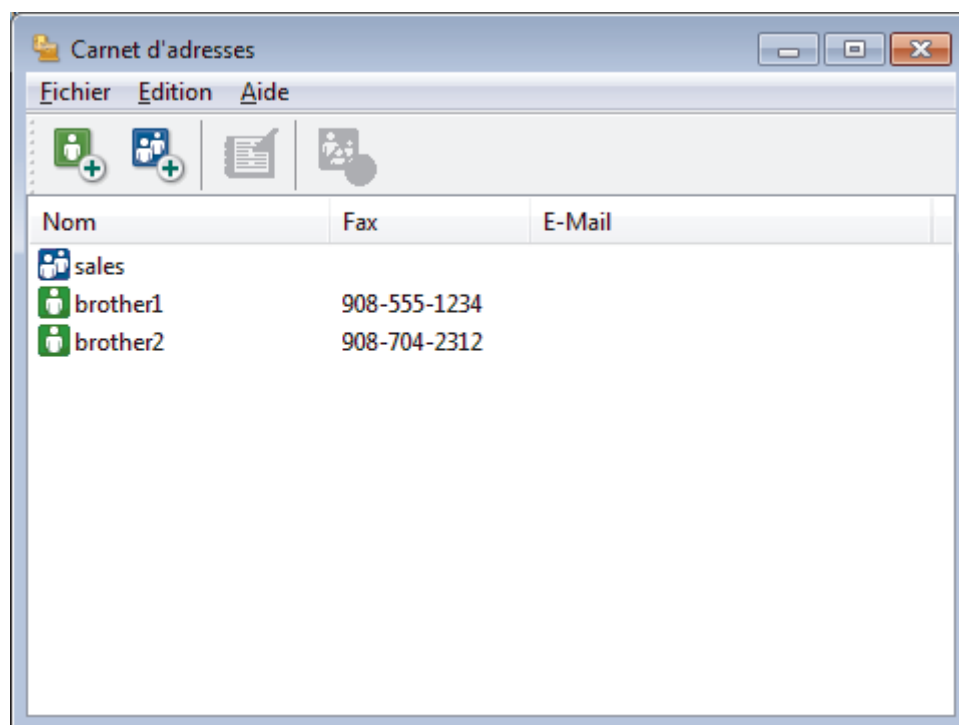 Carnet d'adresses
Fichier Edition Aide
Nom Fax E-Mail
sales
brother1 908-555-1234
brother2 908-704-2312